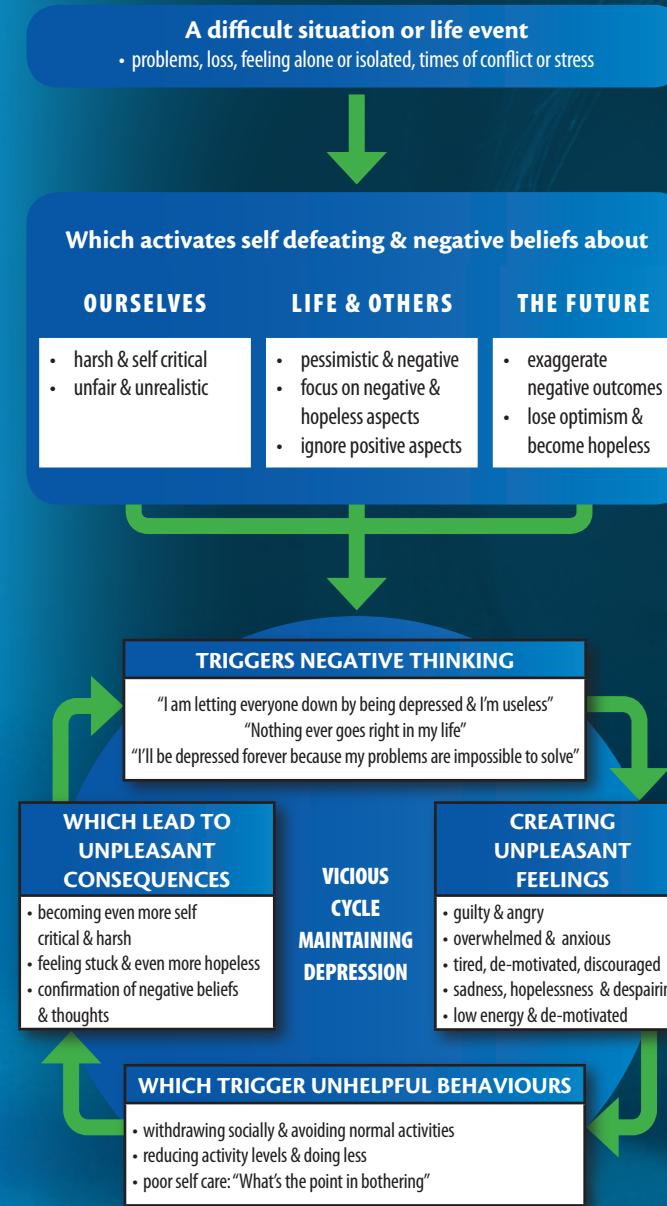 A difficult situation or life event
• problems, loss, feeling alone or isolated, times of conflict or stress
Which activates self defeating & negative beliefs about
OURSELVES
• harsh & self critical
• unfair & unrealistic
LIFE & OTHERS
• pessimistic & negative
• focus on negative &
hopeless aspects
• ignore positive aspects
THE FUTURE
• exaggerate
negative outcomes
• lose optimism &
become hopeless
TRIGGERS NEGATIVE THINKING
“I am letting everyone down by being depressed & I’m useless”
“Nothing ever goes right in my life”
“I’ll be depressed forever because my problems are impossible to solve”
CREATING
UNPLEASANT
FEELINGS
• guilty & angry
• overwhelmed & anxious
• tired, de-motivated, discouraged
• sadness, hopelessness & despairin
• low energy & de-motivated
WHICH TRIGGER UNHELPFUL BEHAVIOURS
• withdrawing socially & avoiding normal activities
• reducing activity levels & doing less
• poor self care: “What’s the point in bothering”
WHICH LEAD TO
UNPLEASANT
CONSEQUENCES
• becoming even more self
critical & harsh
• feeling stuck & even more hopeless
• confirmation of negative beliefs
& thoughts
VICIOUS
CYCLE
MAINTAINING
DEPRESSION